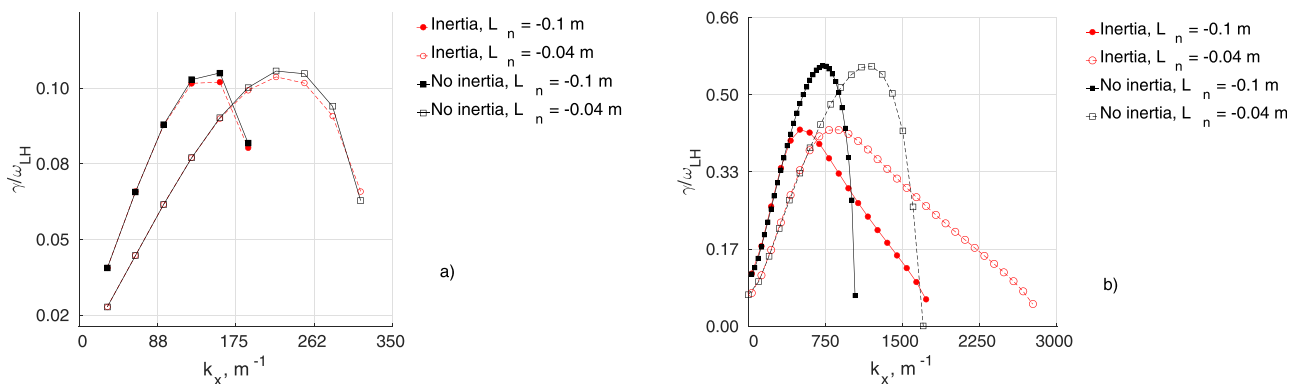 γ/ω_LH
0.10
0.08
0.05
0.02
0
88
175
262
350
k_x, m^-1
Inertia, L_n = -0.1 m
Inertia, L_n = -0.04 m
No inertia, L_n = -0.1 m
No inertia, L_n = -0.04 m
a)
γ/ω_LH
0.66
0.50
0.33
0.17
0.00
0
750
1500
2250
3000
k_x, m^-1
Inertia, L_n = -0.1 m
Inertia, L_n = -0.04 m
No inertia, L_n = -0.1 m
No inertia, L_n = -0.04 m
b)